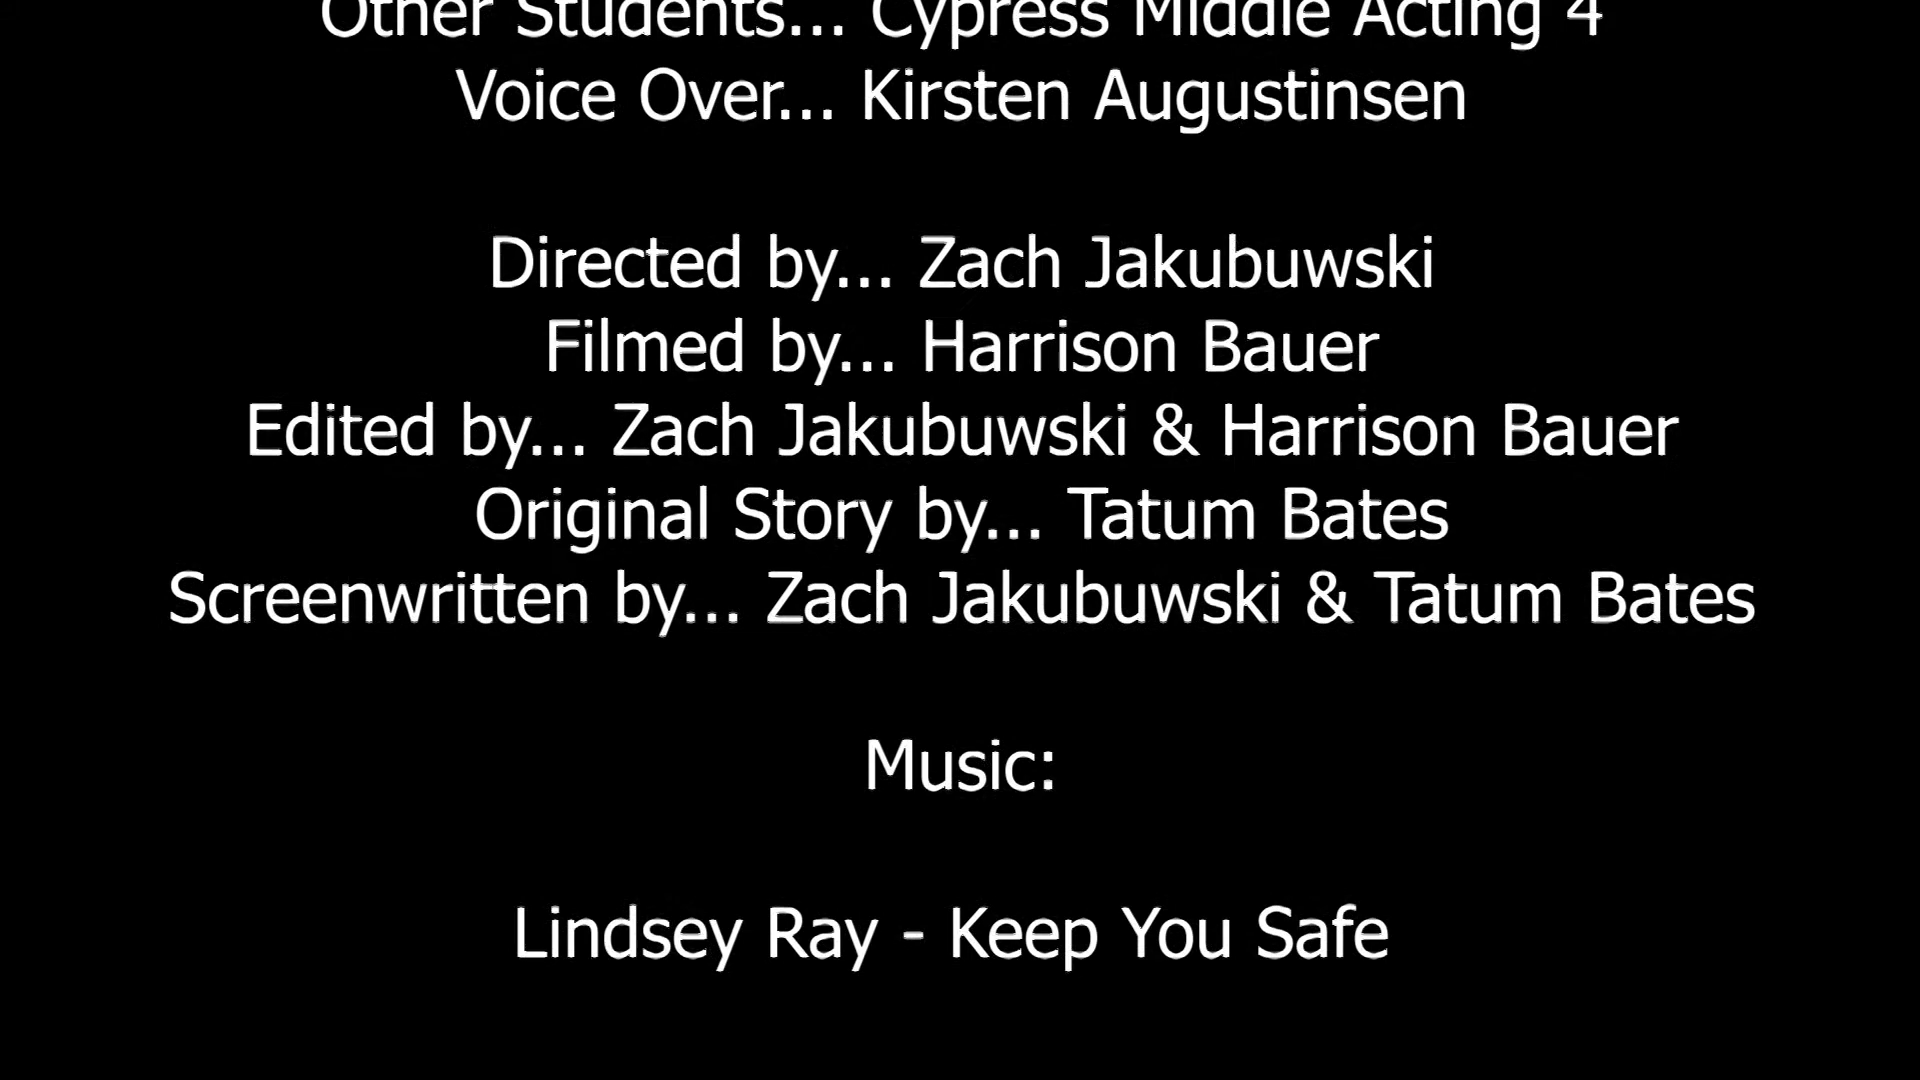 Other Students... Cypress Middle Acting 4
Voice Over... Kirsten Augustinsen
Directed by... Zach Jakubuwski
Filmed by... Harrison Bauer
Edited by... Zach Jakubuwski & Harrison Bauer
Original Story by... Tatum Bates
Screenwritten by... Zach Jakubuwski & Tatum Bates
Music:
Lindsey Ray - Keep You Safe